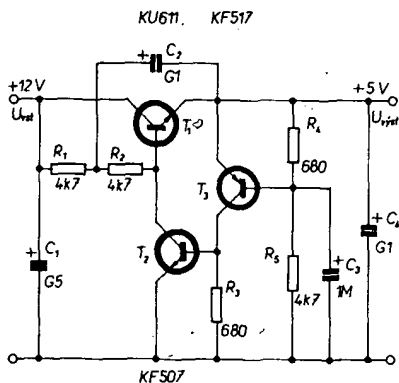 KU611 KF517
+ C2
G1
+12 V
Uvst
+5 V
Uvýst
T1
R1
R2
4k7
4k7
R4
680
T3
+ C1
G5
T2
R3
680
R5
4k7
+ C3
1M
+ C4
G1
KF507